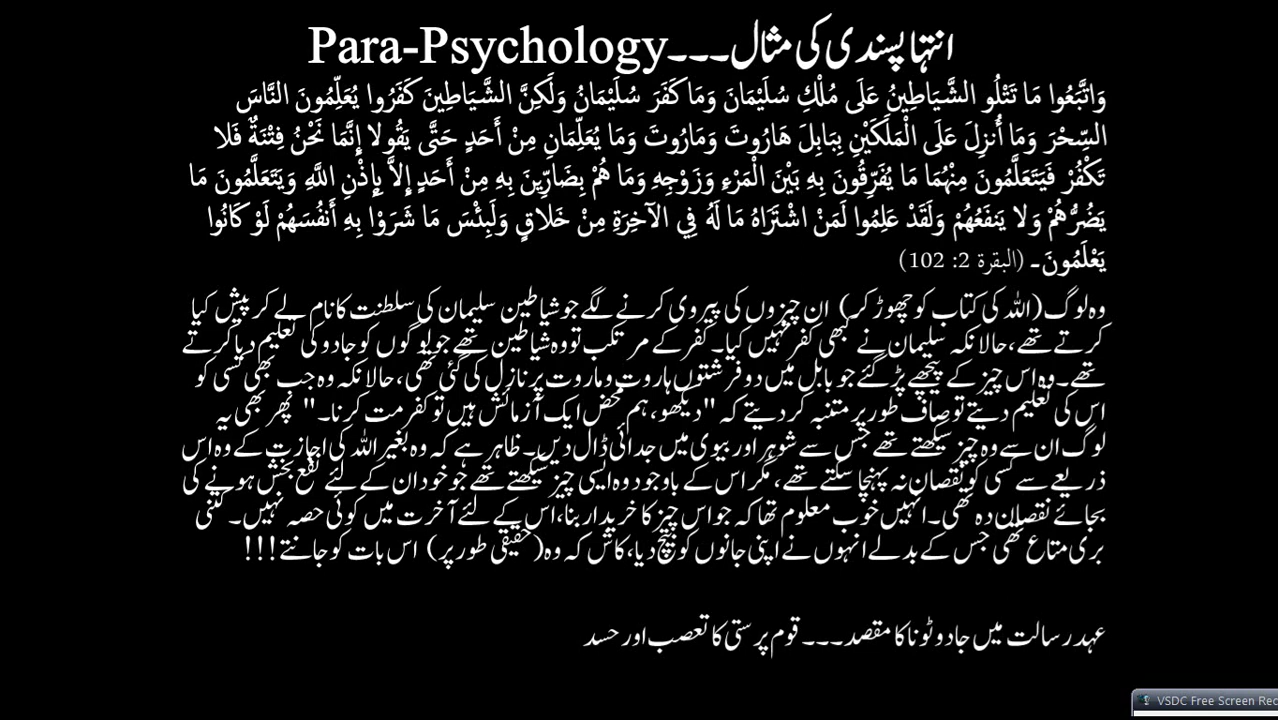 انتہا پسندی کی مثال۔۔۔Para-Psychology
وَاتَّبَعُوا مَا تَتْلُو الشَّيَاطِينُ عَلَى مُلْكِ سُلَيْمَانَ وَمَا كَفَرَ سُلَيْمَانُ وَلَكِنَّ الشَّيَاطِينَ كَفَرُوا يُعَلِّمُونَ النَّاسَ
السِّحْرَ وَمَا أُنزِلَ عَلَى الْمَلَكَيْنِ بِبَابِلَ هَارُوتَ وَمَارُوتَ وَمَا يُعَلِّمَانِ مِنْ أَحَدٍ حَتَّى يَقُولا إِنَّمَا نَحْنُ فِتْنَةٌ فَلا
تَكْفُرْ فَيَتَعَلَّمُونَ مِنْهُمَا مَا يُفَرِّقُونَ بِهِ بَيْنَ الْمَرْءِ وَزَوْجِهِ وَمَا هُمْ بِضَارِّينَ بِهِ مِنْ أَحَدٍ إِلاَّ بِإِذْنِ اللَّهِ وَيَتَعَلَّمُونَ مَا
يَضُرُّهُمْ وَلا يَنفَعُهُمْ وَلَقَدْ عَلِمُوا لَمَنْ اشْتَرَاهُ مَا لَهُ فِي الآخِرَةِ مِنْ خَلاقٍ وَلَبِئْسَ مَا شَرَوْا بِهِ أَنفُسَهُمْ لَوْ كَانُوا
يَعْلَمُونَ۔ (البقرة 2: 102)
وہ لوگ (اللہ کی کتاب کو چھوڑ کر) ان چیزوں کی پیروی کرنے لگے جو شیاطین سلیمان کی سلطنت کا نام لے کر پیش کیا
کرتے تھے، حالانکہ سلیمان نے کبھی کفر نہیں کیا۔ کفر کے مرتکب تو وہ شیاطین تھے جو لوگوں کو جادو کی تعلیم دیا کرتے
تھے۔ وہ اس چیز کے پیچھے پڑ گئے جو بابل میں دو فرشتوں ہاروت و ماروت پر نازل کی گئی تھی، حالانکہ وہ جب بھی کسی کو
اس کی تعلیم دیتے تو صاف طور پر متنبہ کر دیتے کہ "دیکھو، ہم محض ایک آزمائش ہیں تو کفر مت کرنا۔" پھر بھی یہ
لوگ ان سے وہ چیز سیکھتے تھے جس سے شوہر اور بیوی میں جدائی ڈال دیں۔ ظاہر ہے کہ وہ بغیر اللہ کی اجازت کے وہ اس
ذریعے سے کسی کو نقصان نہ پہنچا سکتے تھے، مگر اس کے باوجود وہ ایسی چیز سیکھتے تھے جو خود ان کے لئے نفع بخش ہونے کی
بجائے نقصان دہ تھی۔ انہیں خوب معلوم تھا کہ جو اس چیز کا خریدار بنا، اس کے لئے آخرت میں کوئی حصہ نہیں۔ کتنی
بری متاع تھی جس کے بدلے انہوں نے اپنی جانوں کو بیچ دیا، کاش کہ وہ (حقیقی طور پر) اس بات کو جانتے!!!
عہد رسالت میں جادو ٹونا کا مقصد۔۔۔ قوم پرستی کا تعصب اور حسد
VSDC Free Screen Rec